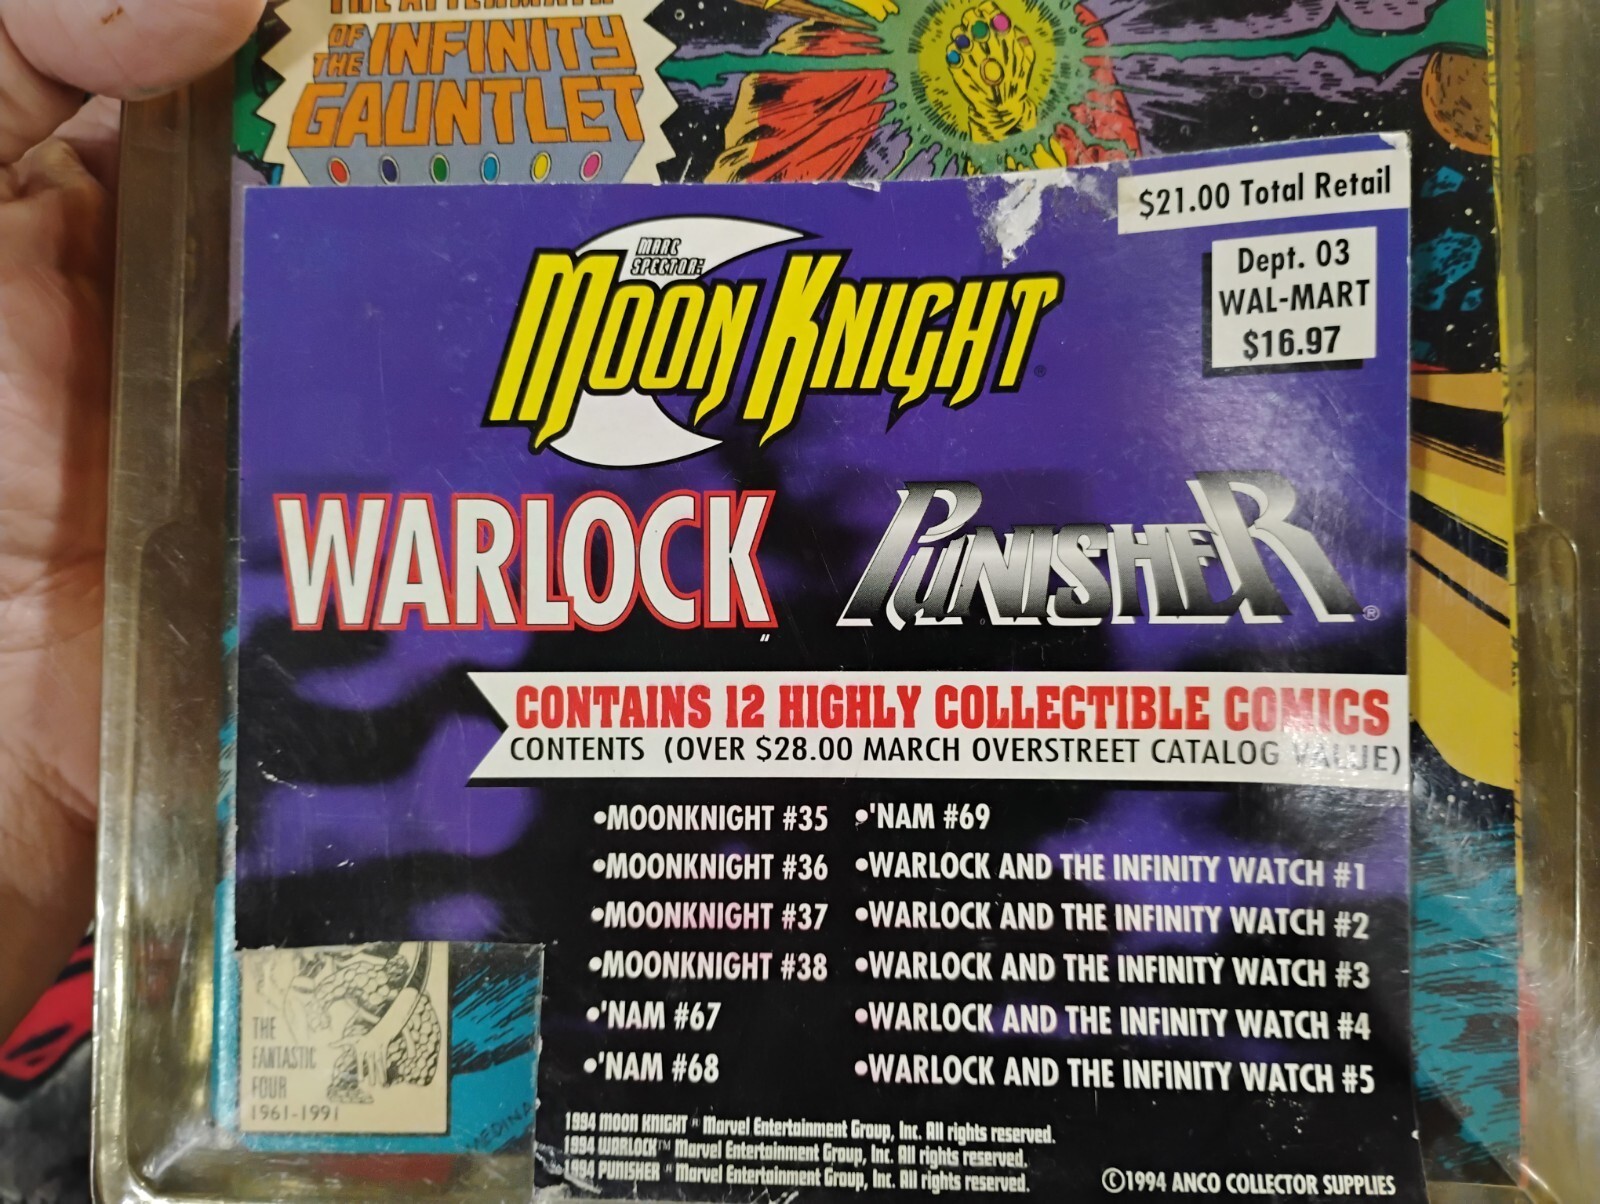 THE AFTERMATH
OF
THE INFINITY
GAUNTLET
$21.00 Total Retail
Dept. 03
WAL-MART
$16.97
MARC
SPECTOR:
MOON KNIGHT®
WARLOCK™
PUNISHER®
CONTAINS 12 HIGHLY COLLECTIBLE COMICS
CONTENTS (OVER $28.00 MARCH OVERSTREET CATALOG VALUE)
•MOONKNIGHT #35
•MOONKNIGHT #36
•MOONKNIGHT #37
•MOONKNIGHT #38
•'NAM #67
•'NAM #68
•'NAM #69
•WARLOCK AND THE INFINITY WATCH #1
•WARLOCK AND THE INFINITY WATCH #2
•WARLOCK AND THE INFINITY WATCH #3
•WARLOCK AND THE INFINITY WATCH #4
•WARLOCK AND THE INFINITY WATCH #5
THE
FANTASTIC
FOUR
1961-1991
MEDINA
1994 MOON KNIGHT ® Marvel Entertainment Group, Inc. All rights reserved.
1994 WARLOCK™ Marvel Entertainment Group, Inc. All rights reserved.
1994 PUNISHER ® Marvel Entertainment Group, Inc. All rights reserved.
©1994 ANCO COLLECTOR SUPPLIES